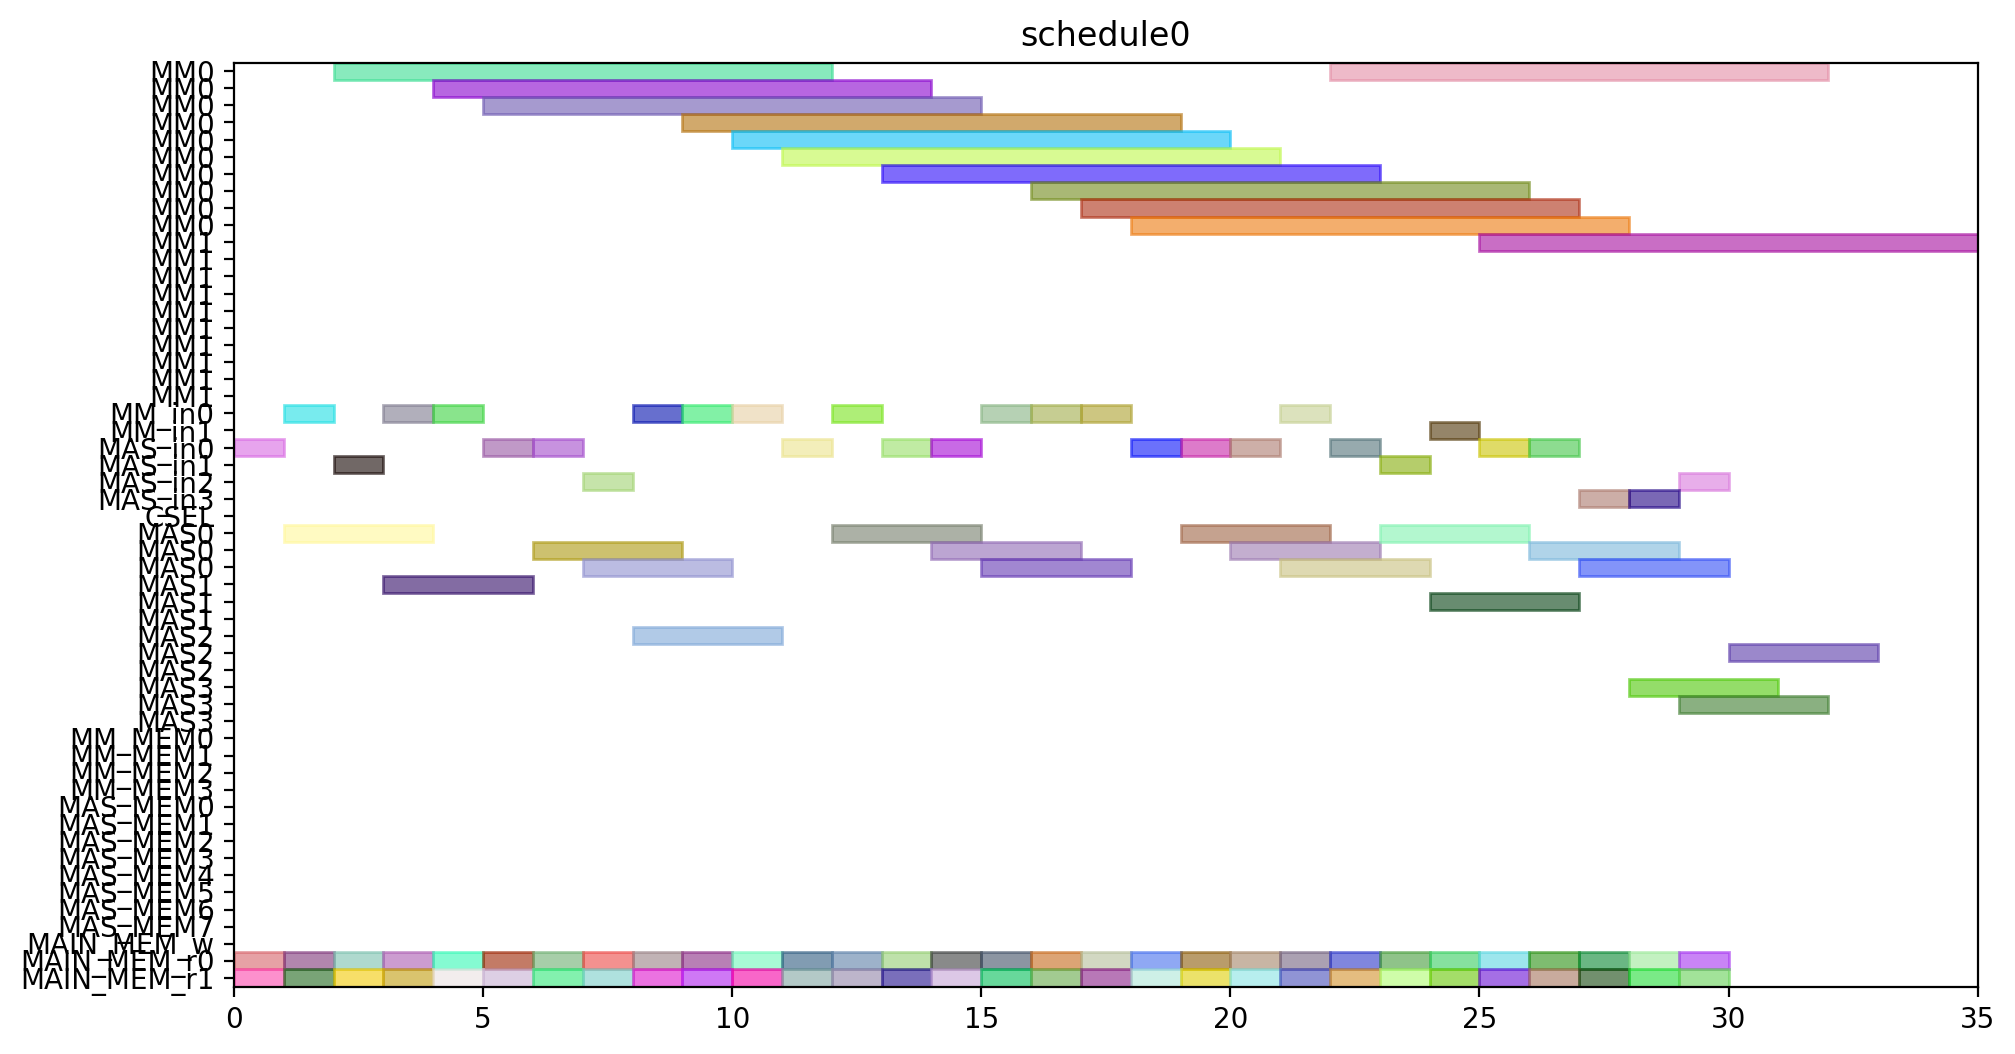 schedule0
MM0
MM0
MM0
MM0
MM0
MM0
MM0
MM0
MM0
MM0
MM1
MM1
MM1
MM1
MM1
MM1
MM1
MM1
MM1
MM1
MM_in0
MM_in1
MAS_in0
MAS_in1
MAS_in2
MAS_in3
CSEL
MAS0
MAS0
MAS0
MAS1
MAS1
MAS1
MAS2
MAS2
MAS2
MAS3
MAS3
MAS3
MM_MEM0
MM_MEM1
MM_MEM2
MM_MEM3
MAS_MEM0
MAS_MEM1
MAS_MEM2
MAS_MEM3
MAS_MEM4
MAS_MEM5
MAS_MEM6
MAS_MEM7
MAIN_MEM_w
MAIN_MEM_r0
MAIN_MEM_r1
0 5 10 15 20 25 30 35